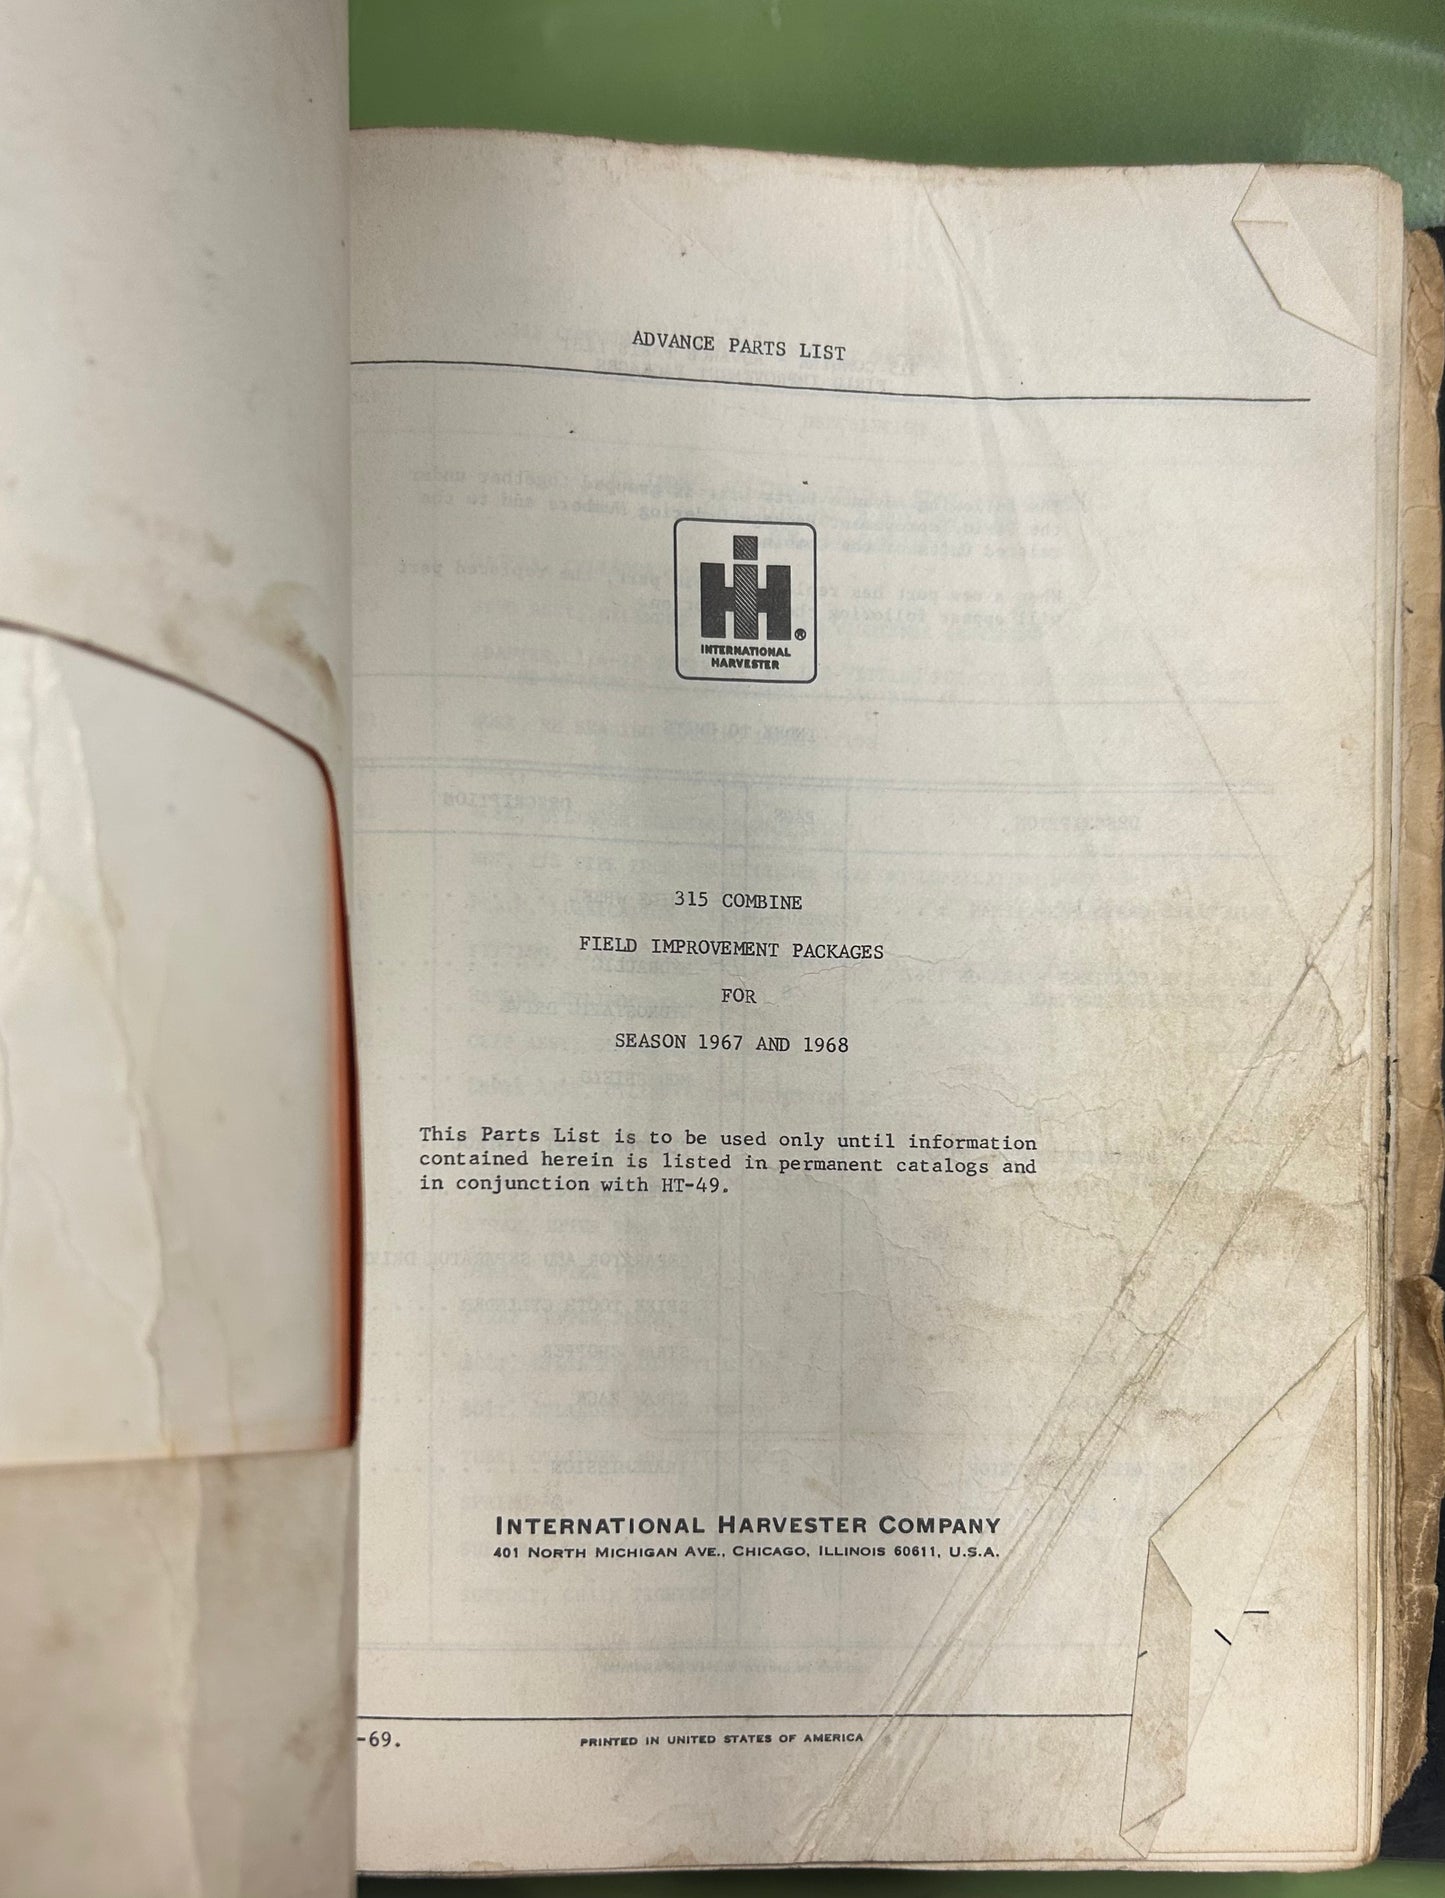 ADVANCE PARTS LIST
IH ®
INTERNATIONAL
HARVESTER
315 COMBINE
FIELD IMPROVEMENT PACKAGES
FOR
SEASON 1967 AND 1968
This Parts List is to be used only until information
contained herein is listed in permanent catalogs and
in conjunction with HT-49.
INTERNATIONAL HARVESTER COMPANY
401 NORTH MICHIGAN AVE., CHICAGO, ILLINOIS 60611, U.S.A.
-69.
PRINTED IN UNITED STATES OF AMERICA